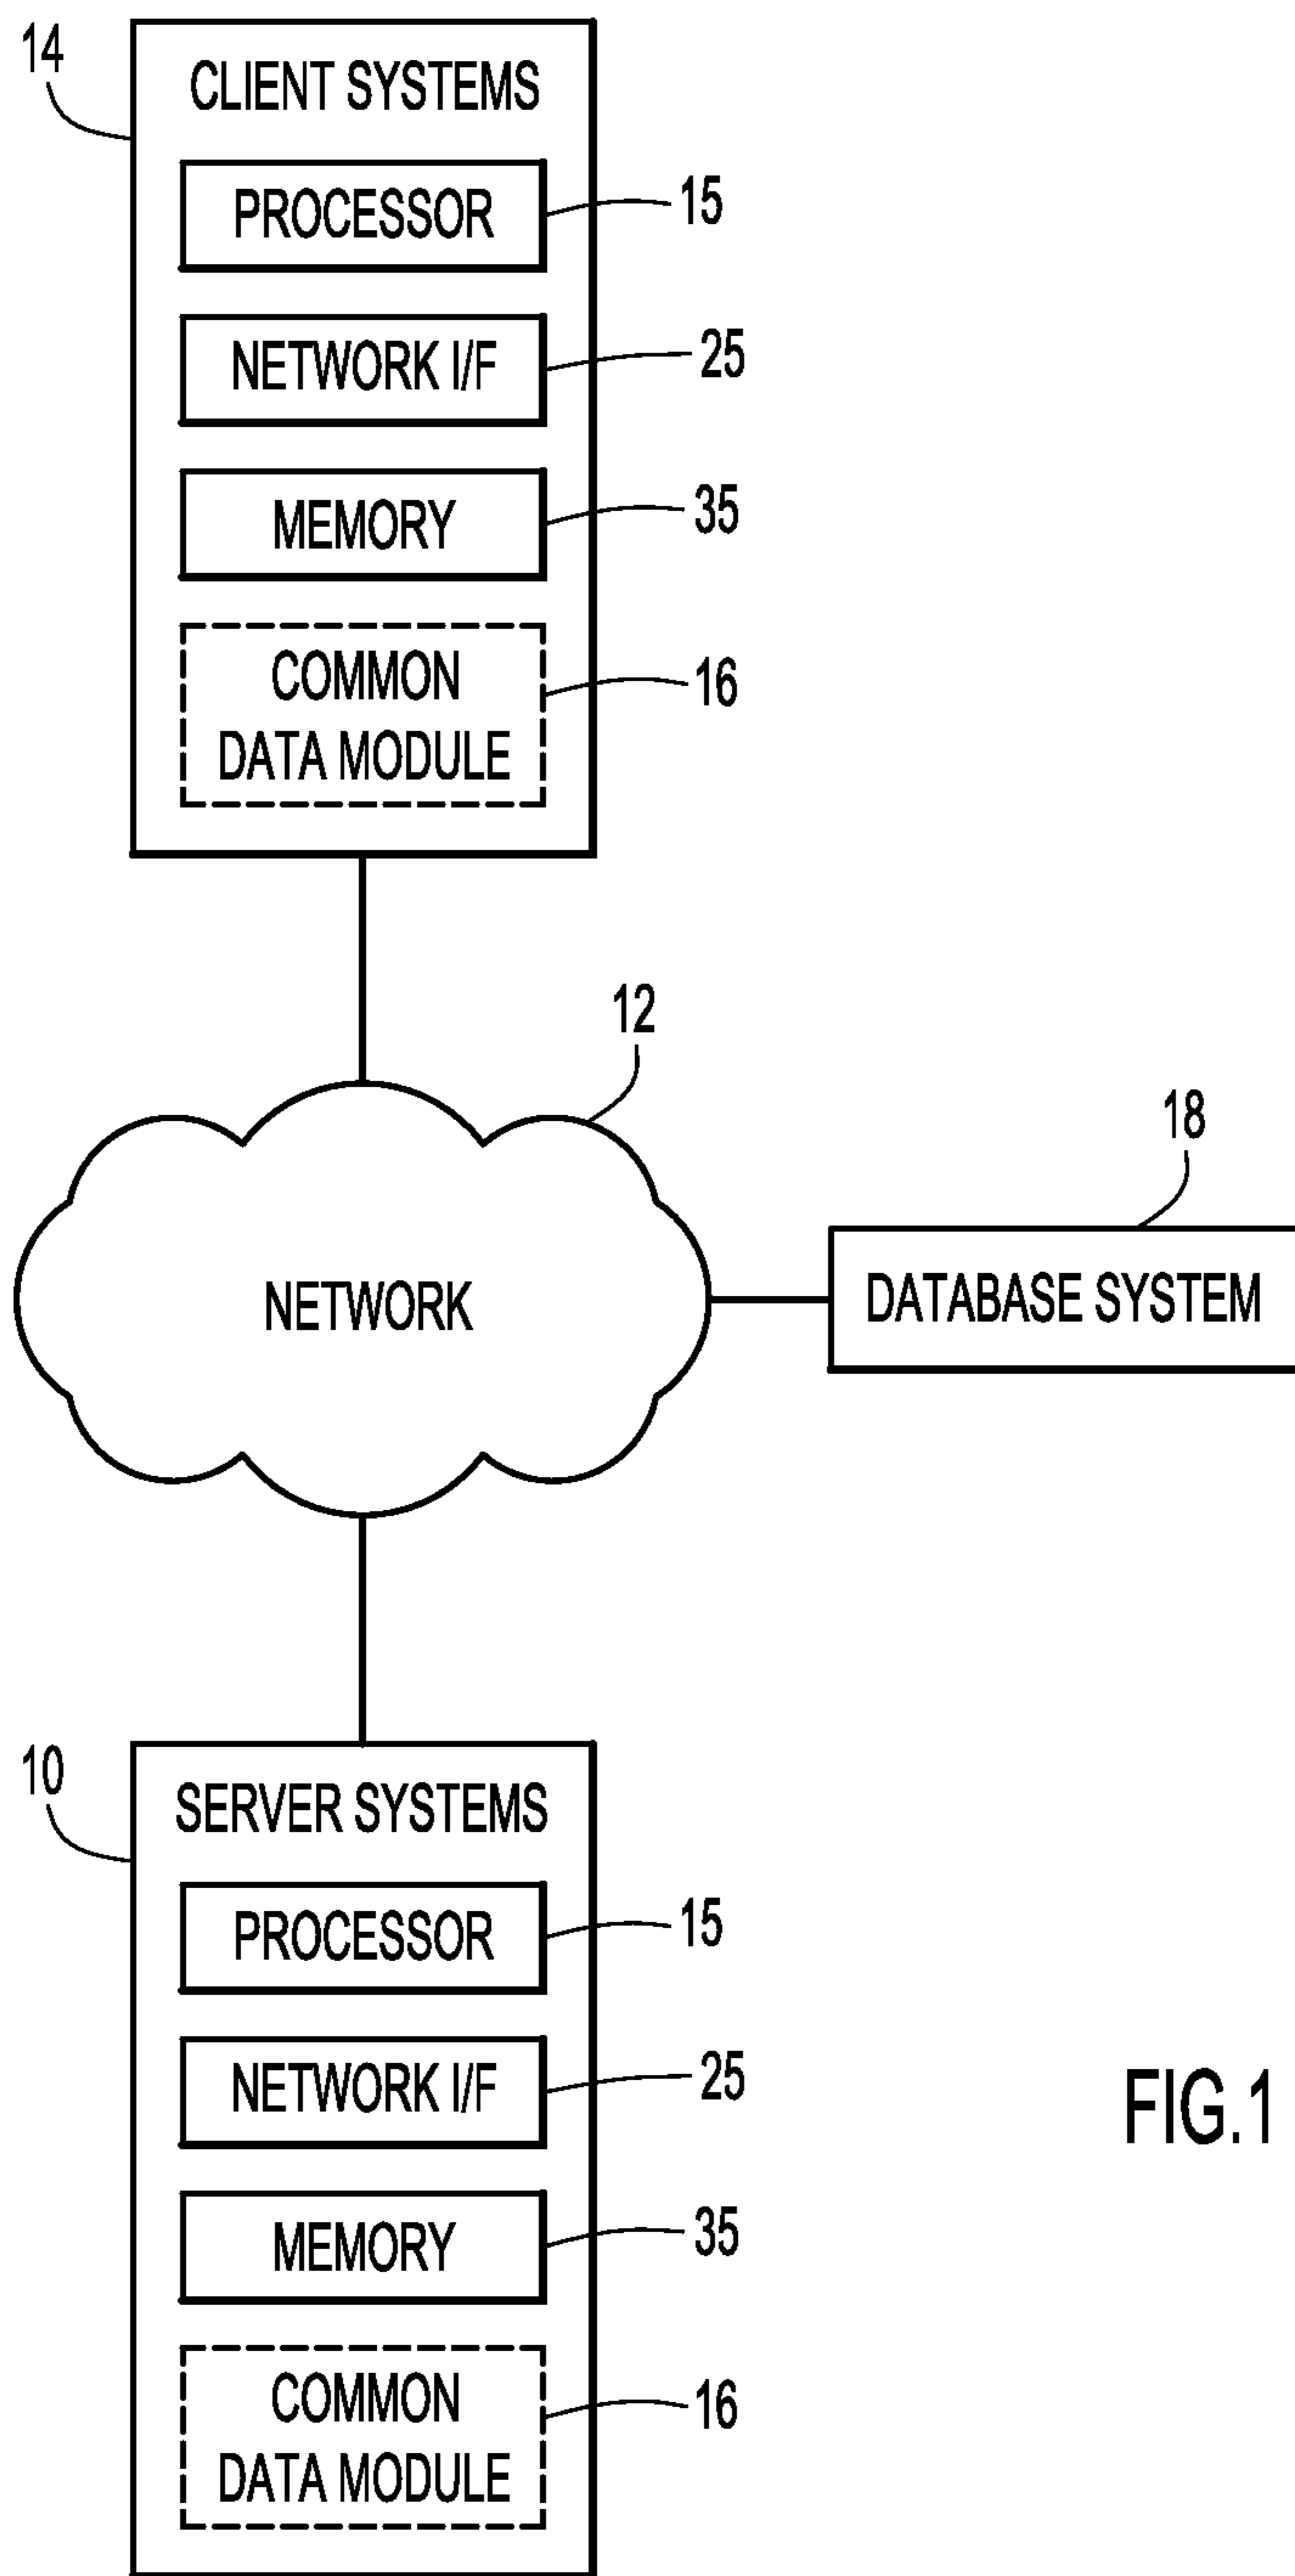 14
CLIENT SYSTEMS
PROCESSOR
15
NETWORK I/F
25
MEMORY
35
COMMON
DATA MODULE
16
12
NETWORK
18
DATABASE SYSTEM
10
SERVER SYSTEMS
PROCESSOR
15
NETWORK I/F
25
MEMORY
35
COMMON
DATA MODULE
16
FIG.1